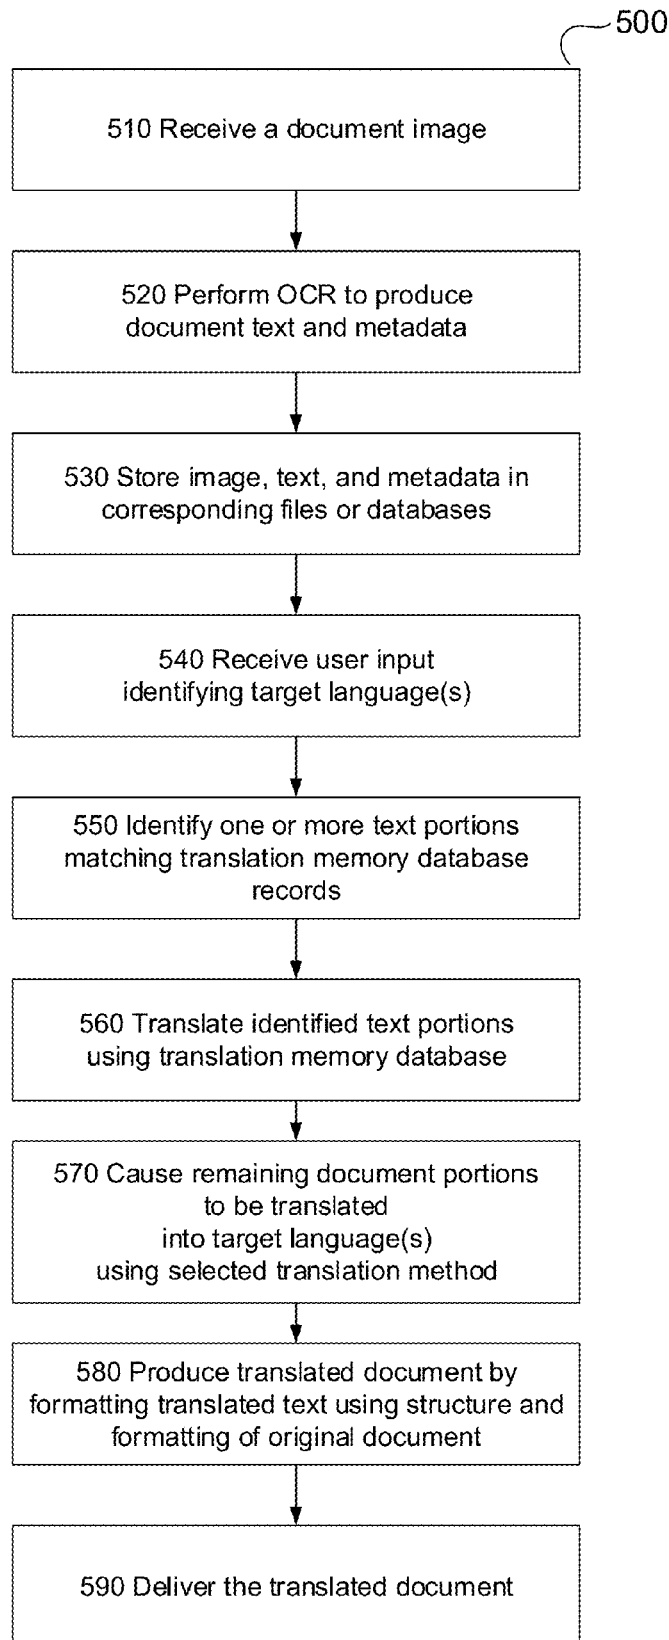 500
510 Receive a document image
520 Perform OCR to produce
document text and metadata
530 Store image, text, and metadata in
corresponding files or databases
540 Receive user input
identifying target language(s)
550 Identify one or more text portions
matching translation memory database
records
560 Translate identified text portions
using translation memory database
570 Cause remaining document portions
to be translated
into target language(s)
using selected translation method
580 Produce translated document by
formatting translated text using structure and
formatting of original document
590 Deliver the translated document